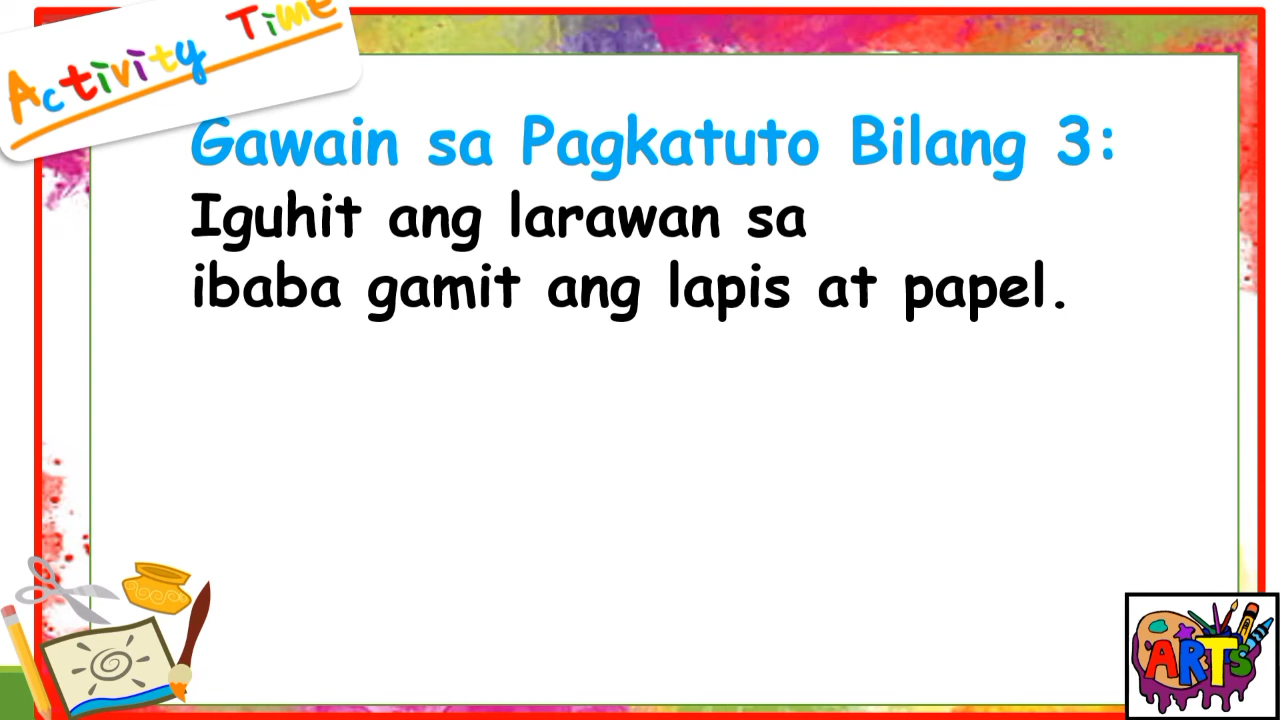 Activity Time
Gawain sa Pagkatuto Bilang 3:
Iguhit ang larawan sa
ibaba gamit ang lapis at papel.
ARTS